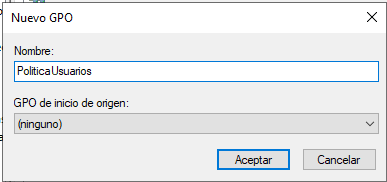 Nuevo GPO
Nombre:
PoliticaUsuarios
GPO de inicio de origen:
(ninguno)
Aceptar
Cancelar